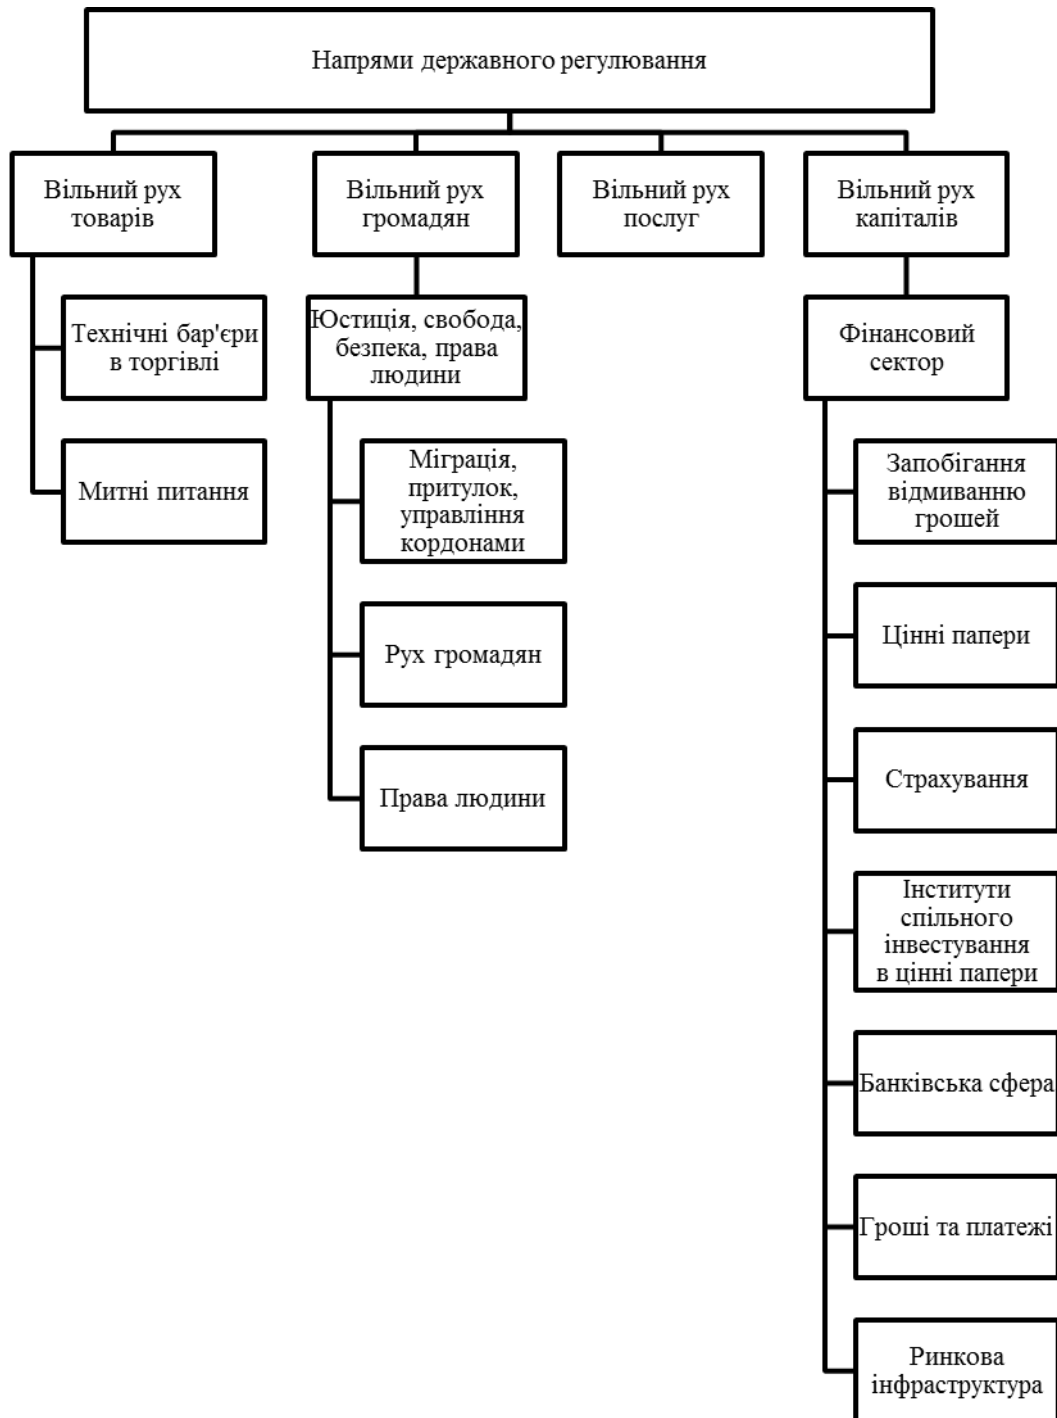 Напрями державного регулювання
Вільний рух
товарів
Вільний рух
громадян
Вільний рух
послуг
Вільний рух
капіталів
Технічні бар'єри
в торгівлі
Митні питання
Юстиція, свобода,
безпека, права
людини
Міграція,
притулок,
управління
кордонами
Рух громадян
Права людини
Фінансовий
сектор
Запобігання
відмиванню
грошей
Цінні папери
Страхування
Інститути
спільного
інвестування
в цінні папери
Банківська сфера
Гроші та платежі
Ринкова
інфраструктура